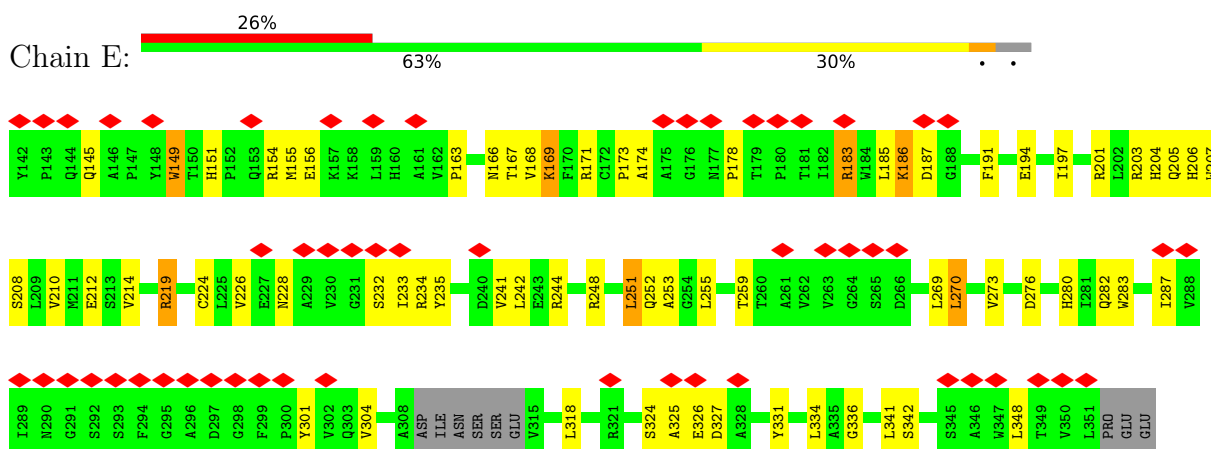 26%
Chain E:
63% 30% • •
Y142 P143 Q144 Q145 A146 P147 Y148 W149 T150 H151 P152 Q153 R154 M155 E156 K157 K158 L159 H160 A161 V162 P163 N166 T167 V168 K169 F170 R171 C172 P173 A174 A175 G176 N177 P178 T179 P180 T181 I182 R183 W184 L185 K186 D187 G188 F191 E194 I197 R201 L202 R203 H204 Q205 H206
S208 L209 V210 M211 E212 S213 V214 R219 C224 L225 V226 E227 N228 A229 V230 G231 S232 I233 R234 Y235 D240 V241 L242 E243 R244 R248 L251 Q252 A253 G254 L255 T259 T260 A261 V262 V263 G264 S265 D266 L269 L270 V273 D276 H280 I281 Q282 W283 I287 V288
I289 N290 G291 S292 S293 F294 G295 A296 D297 G298 F299 P300 Y301 V302 Q303 V304 A308 ASP ILE ASN SER SER GLU V315 L318 R321 S324 A325 E326 D327 A328 Y331 L334 A335 G336 L341 S342 S345 A346 W347 L348 T349 V350 L351 PRO GLU GLU